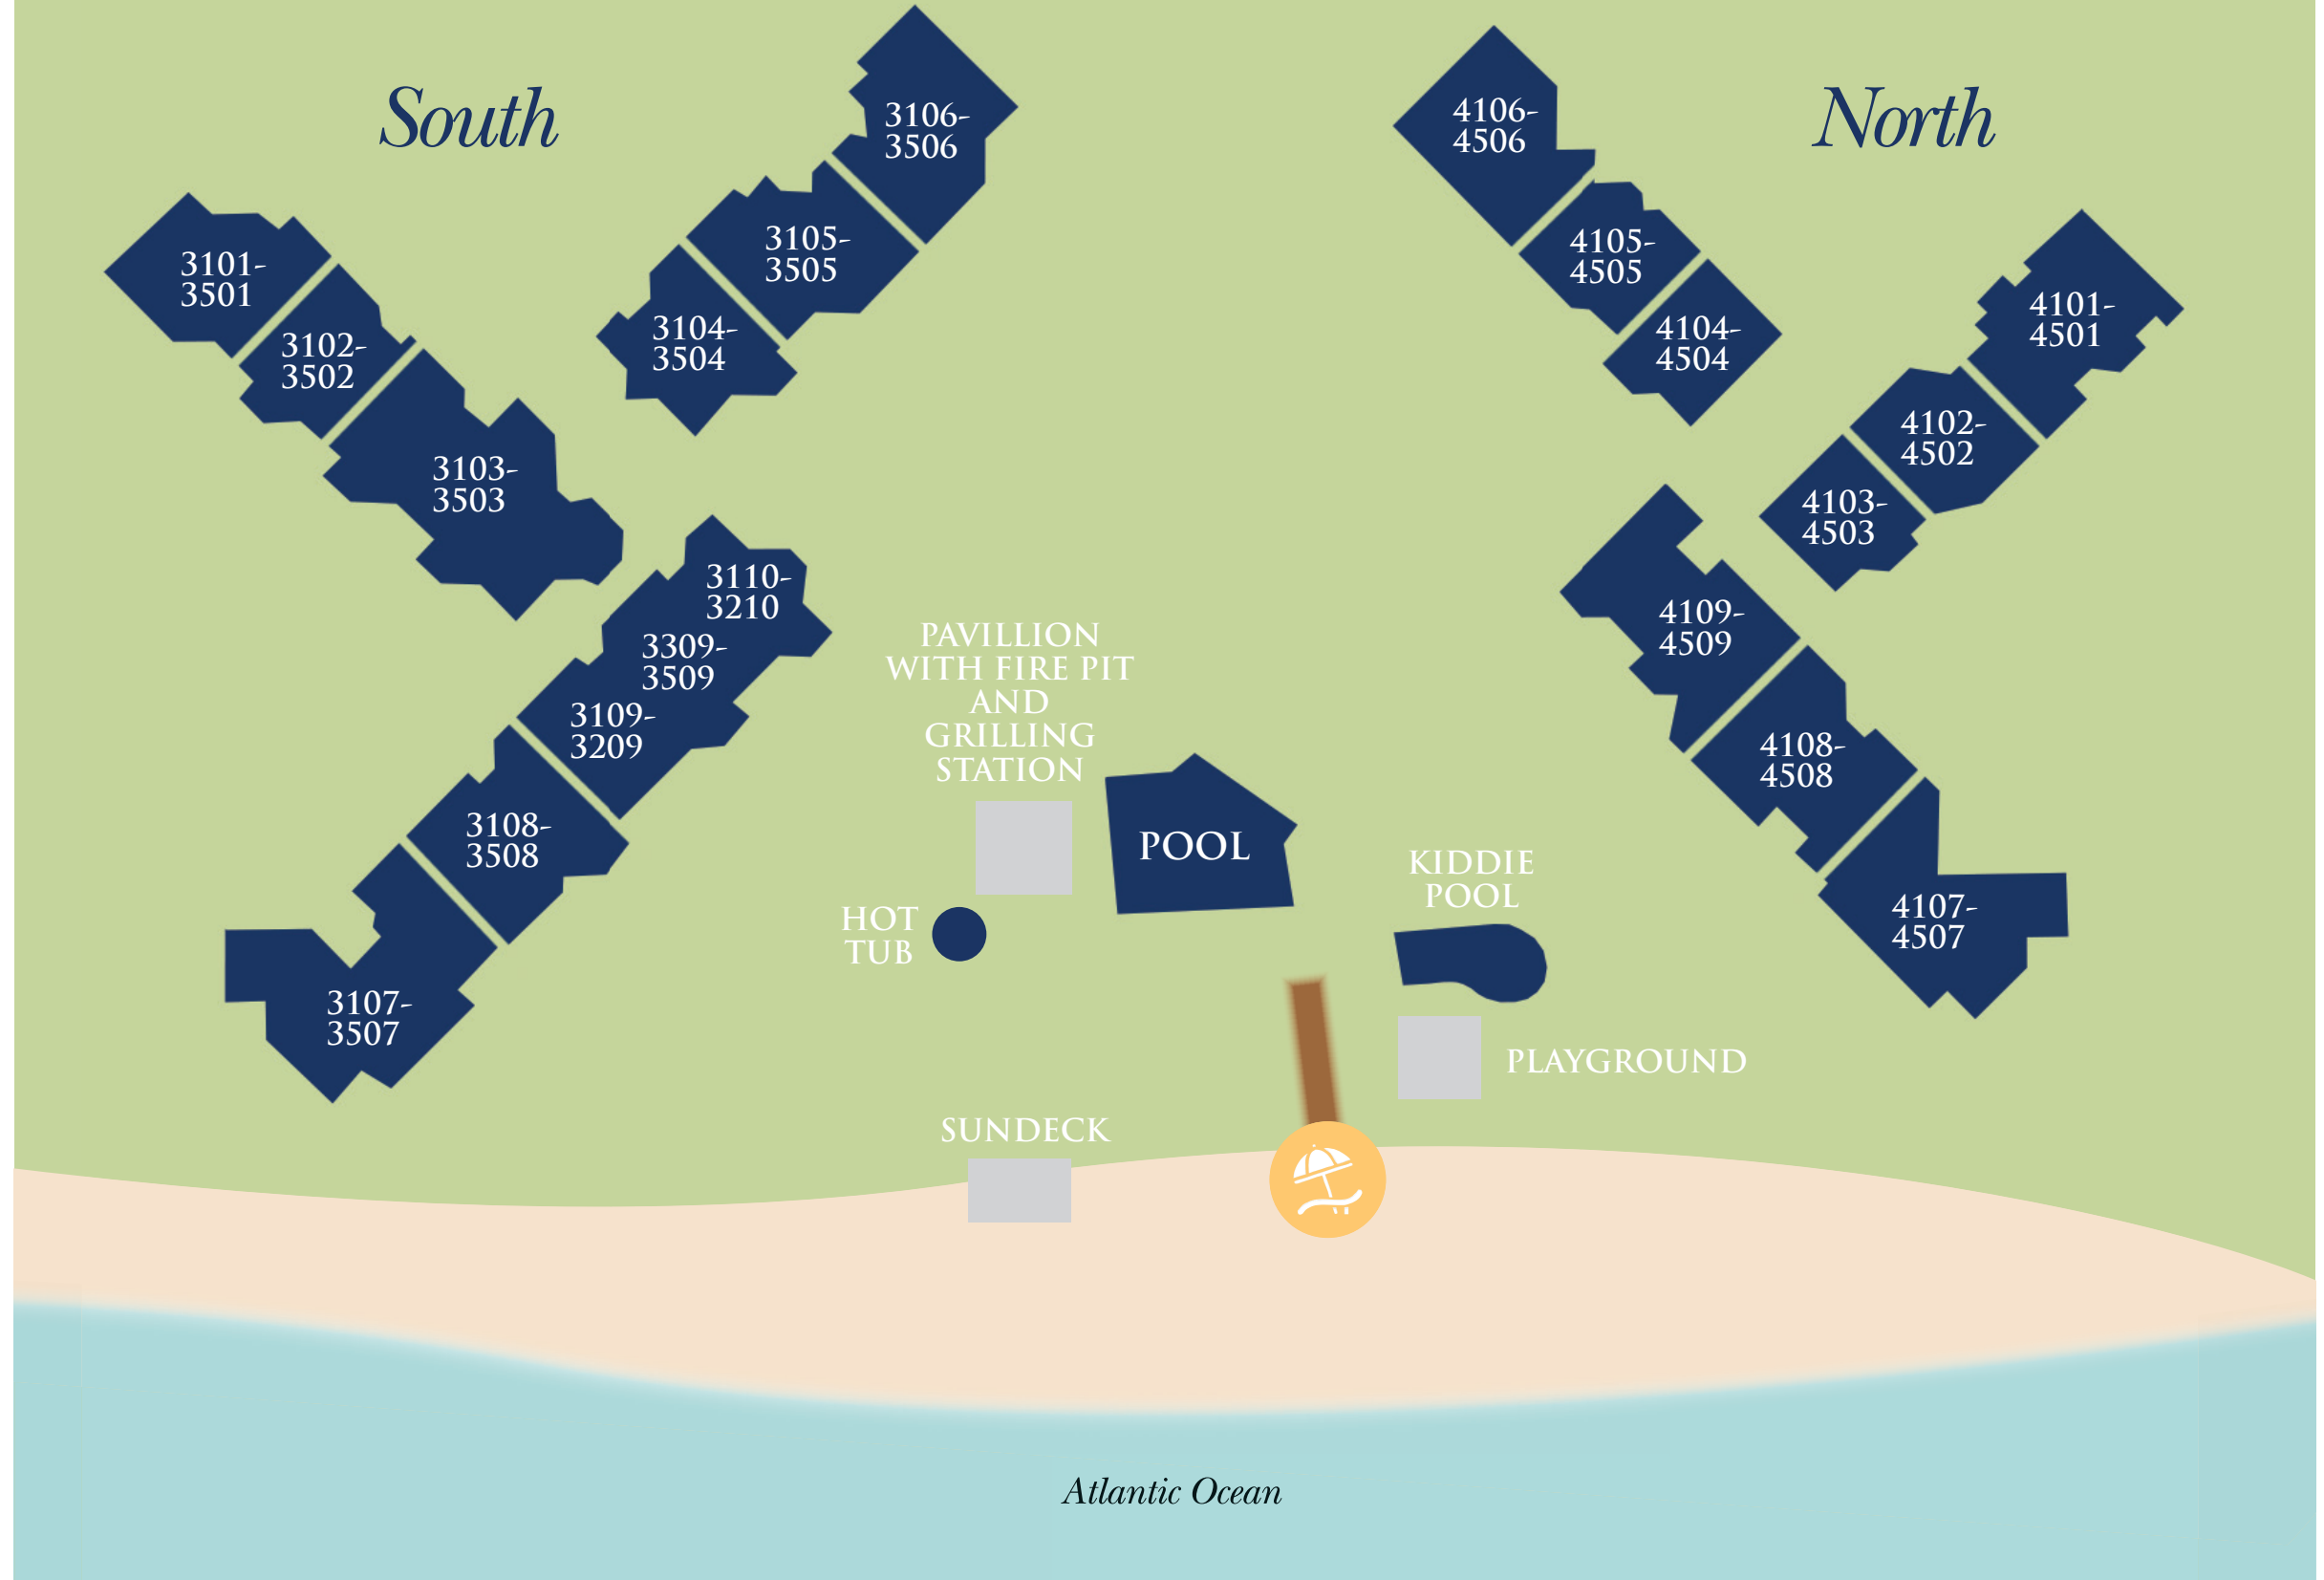 South
North
3106-
3506
4106-
4506
3105-
3505
4105-
4505
3101-
3501
4101-
4501
3104-
3504
4104-
4504
3102-
3502
4102-
4502
3103-
3503
4103-
4503
3110-
3210
3309-
3509
3109-
3209
4109-
4509
PAVILLION
WITH FIRE PIT
AND
GRILLING
STATION
4108-
4508
3108-
3508
POOL
KIDDIE
POOL
HOT
TUB
4107-
4507
3107-
3507
PLAYGROUND
SUNDECK
Atlantic Ocean